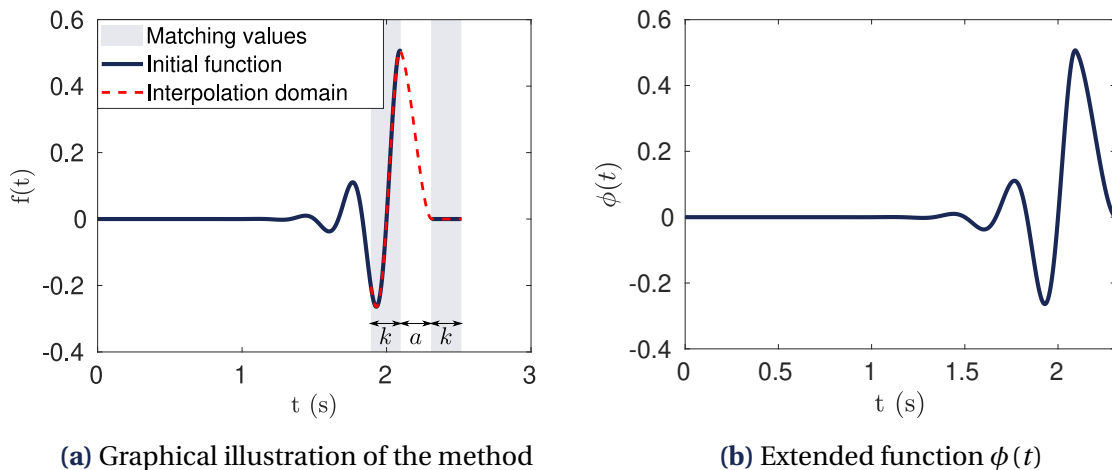 0.6
0.4
0.2
0
-0.2
-0.4
f(t)
Matching values
Initial function
Interpolation domain
k
a
k
0
1
2
3
t (s)
(a) Graphical illustration of the method
0.6
0.4
0.2
0
-0.2
-0.4
ϕ(t)
0
0.5
1
1.5
2
t (s)
(b) Extended function ϕ(t)